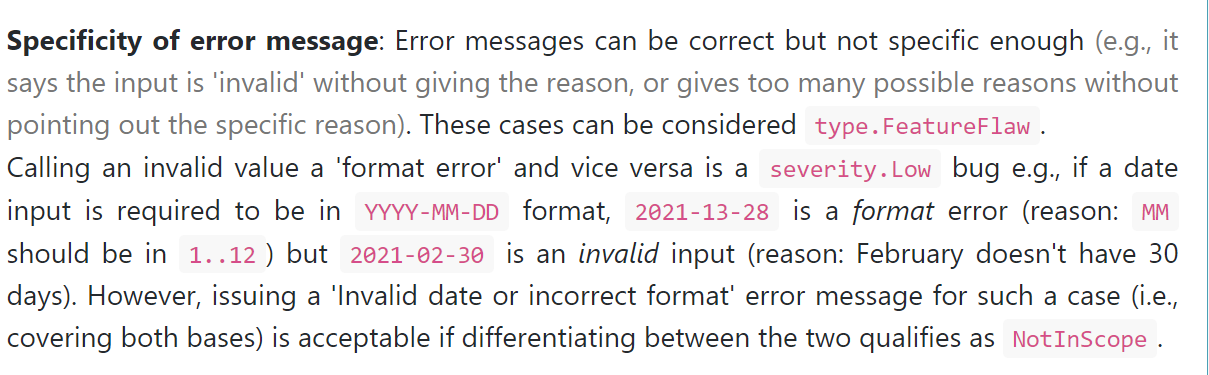 Specificity of error message: Error messages can be correct but not specific enough (e.g., it
says the input is 'invalid' without giving the reason, or gives too many possible reasons without
pointing out the specific reason). These cases can be considered type.FeatureFlaw .
Calling an invalid value a 'format error' and vice versa is a severity.Low bug e.g., if a date
input is required to be in YYYY-MM-DD format, 2021-13-28 is a format error (reason: MM
should be in 1..12 ) but 2021-02-30 is an invalid input (reason: February doesn't have 30
days). However, issuing a 'Invalid date or incorrect format' error message for such a case (i.e.,
covering both bases) is acceptable if differentiating between the two qualifies as NotInScope .